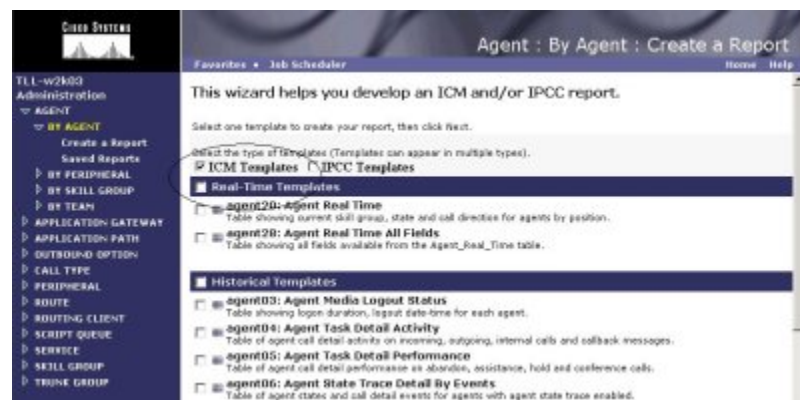 CISCO SYSTEMS
Agent : By Agent : Create a Report
Favorites • Job Scheduler
Home Help
TLL-w2k03
Administration
AGENT
BY AGENT
Create a Report
Saved Reports
BY PERIPHERAL
BY SKILL GROUP
BY TEAM
APPLICATION GATEWAY
APPLICATION PATH
OUTBOUND OPTION
CALL TYPE
PERIPHERAL
ROUTE
ROUTING CLIENT
SCRIPT QUEUE
SERVICE
SKILL GROUP
TRUNK GROUP
This wizard helps you develop an ICM and/or IPCC report.
Select one template to create your report, then click Next.
Select the type of templates (Templates can appear in multiple types).
ICM Templates IPCC Templates
Real-Time Templates
agent20: Agent Real Time
Table showing current skill group, state and call direction for agents by position.
agent28: Agent Real Time All Fields
Table showing all fields available from the Agent_Real_Time table.
Historical Templates
agent03: Agent Media Logout Status
Table showing logon duration, logout date-time for each agent.
agent04: Agent Task Detail Activity
Table of agent call detail activity on incoming, outgoing, internal calls and callback messages.
agent05: Agent Task Detail Performance
Table of agent call detail performance on abandon, assistance, hold and conference calls.
agent06: Agent State Trace Detail By Events
Table of agent states and call detail events for agents with agent state trace enabled.